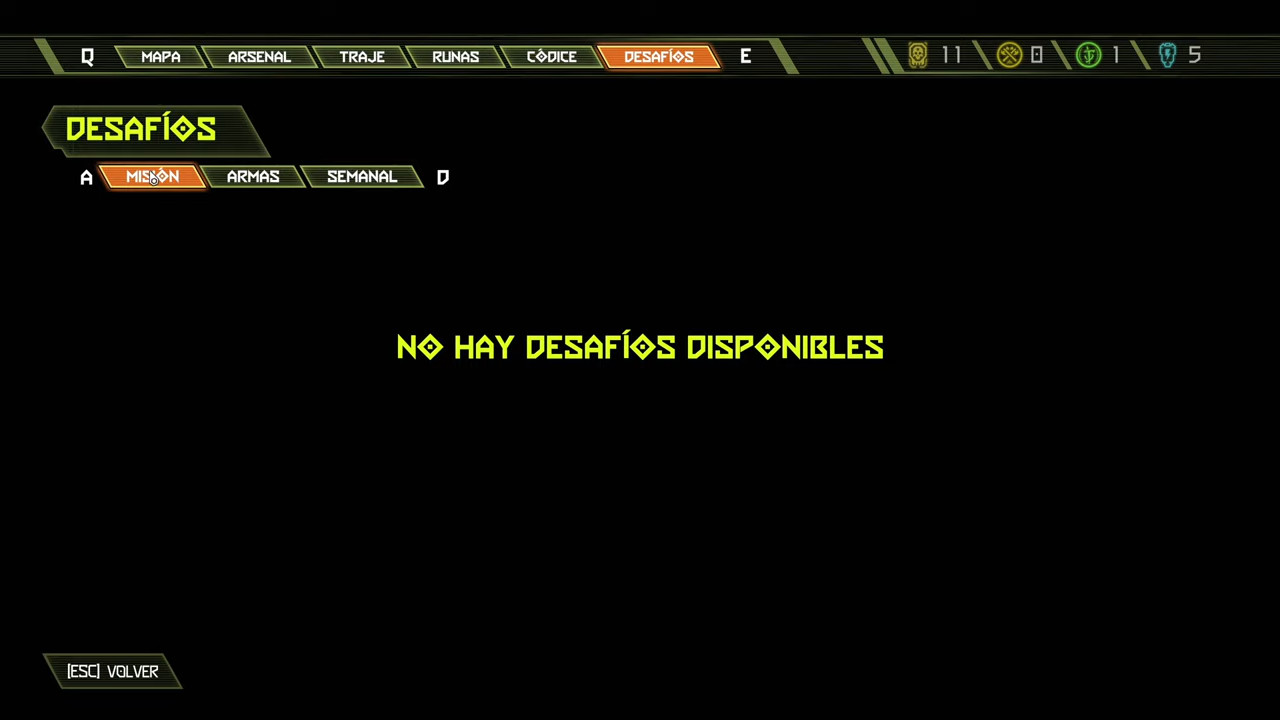 Q MAPA ARSENAL TRAJE RUNAS CÓDICE DESAFÍOS E 11 0 1 5
DESAFÍOS
A MISIÓN ARMAS SEMANAL D
NO HAY DESAFÍOS DISPONIBLES
[ESC] VOLVER